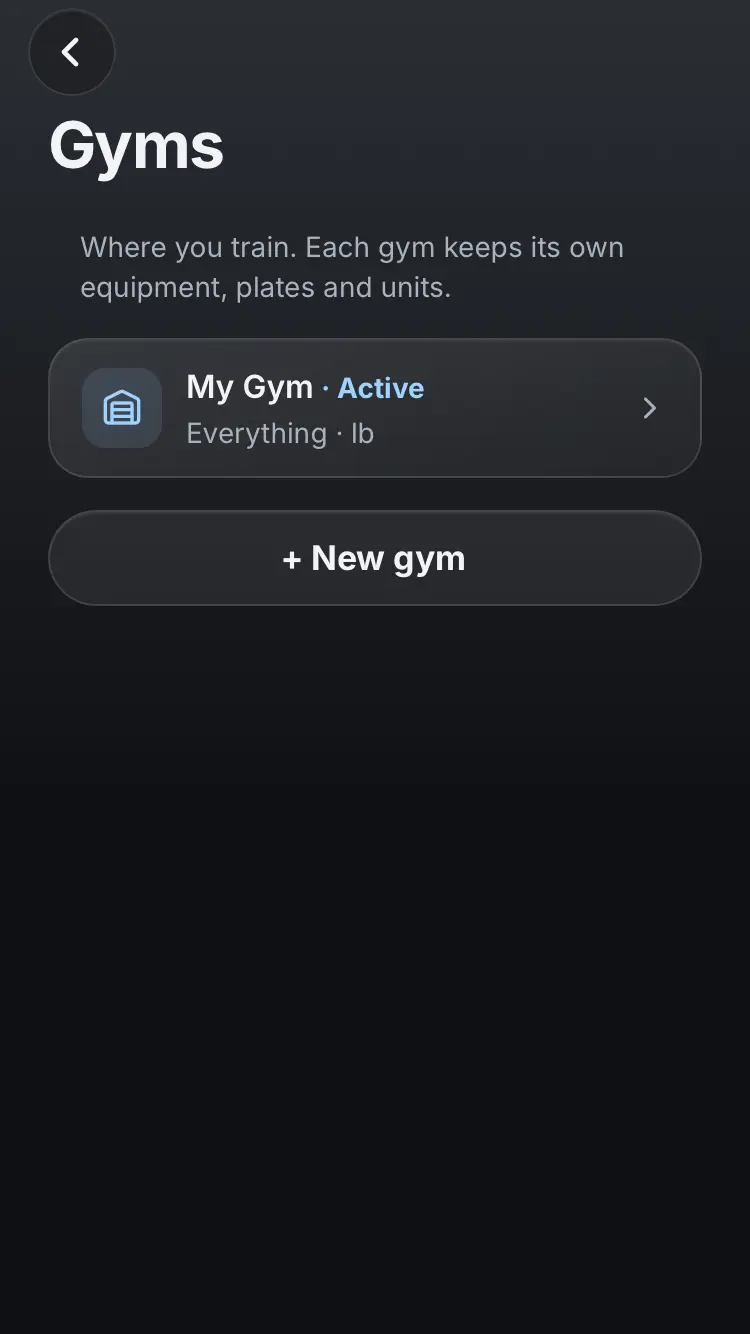 Gyms
Where you train. Each gym keeps its own
equipment, plates and units.
My Gym · Active
Everything · lb
+ New gym